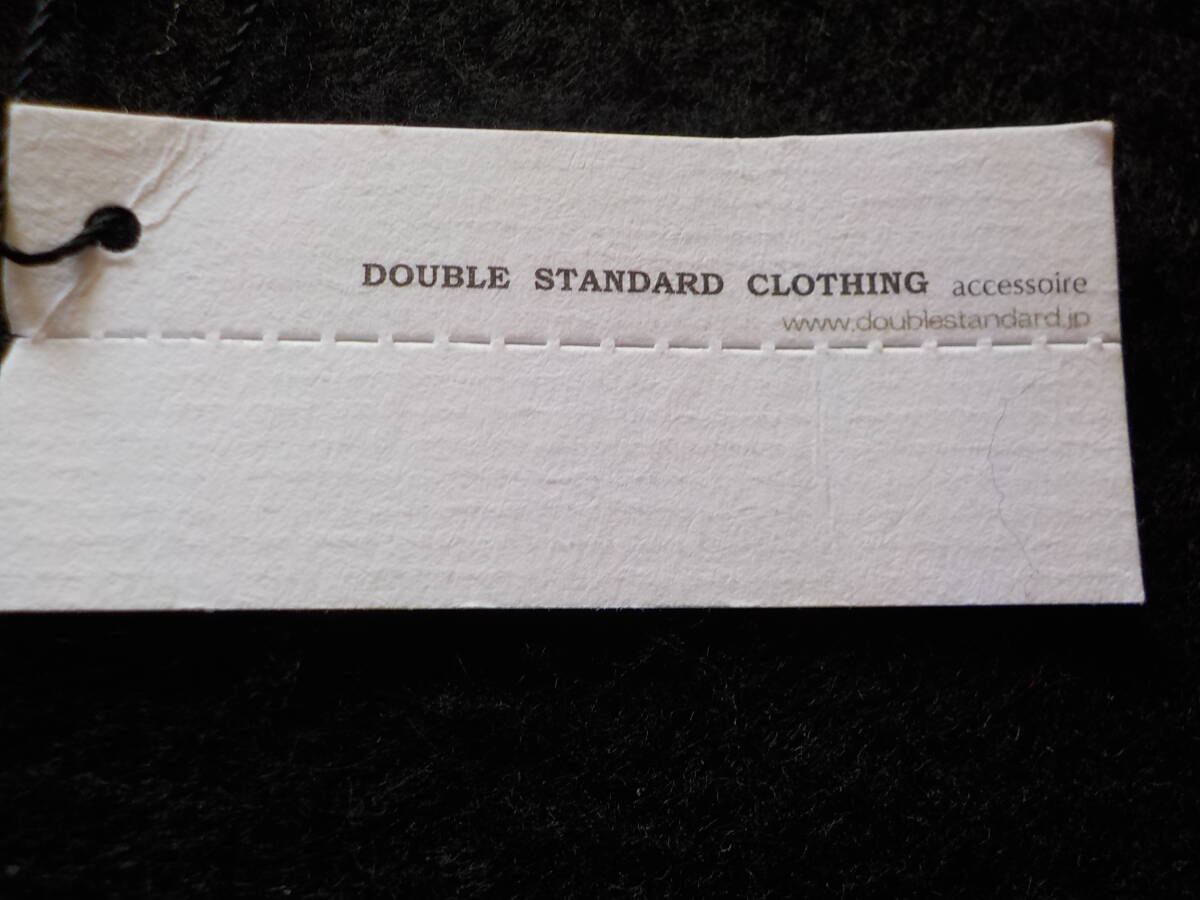 DOUBLE STANDARD CLOTHING accessoire
www.doublestandard.jp